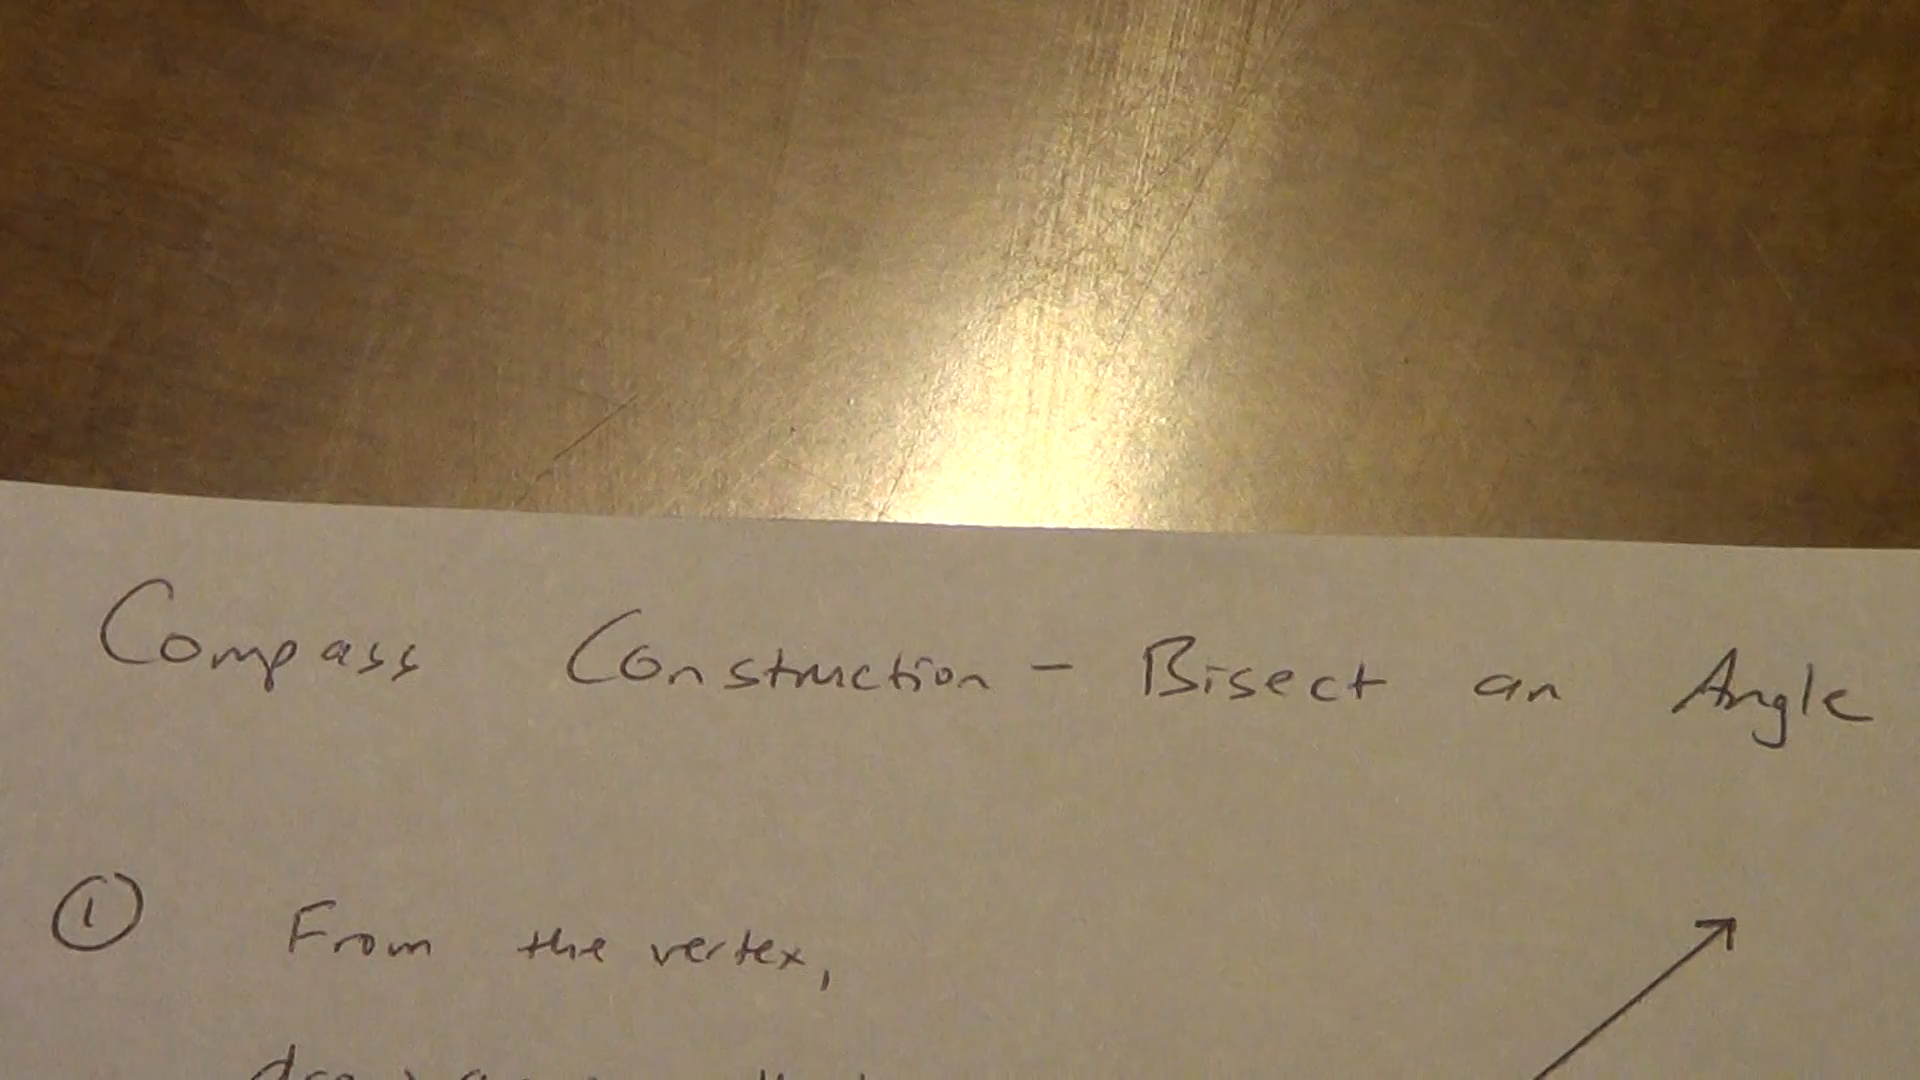 Compass Construction - Bisect an Angle
① From the vertex,